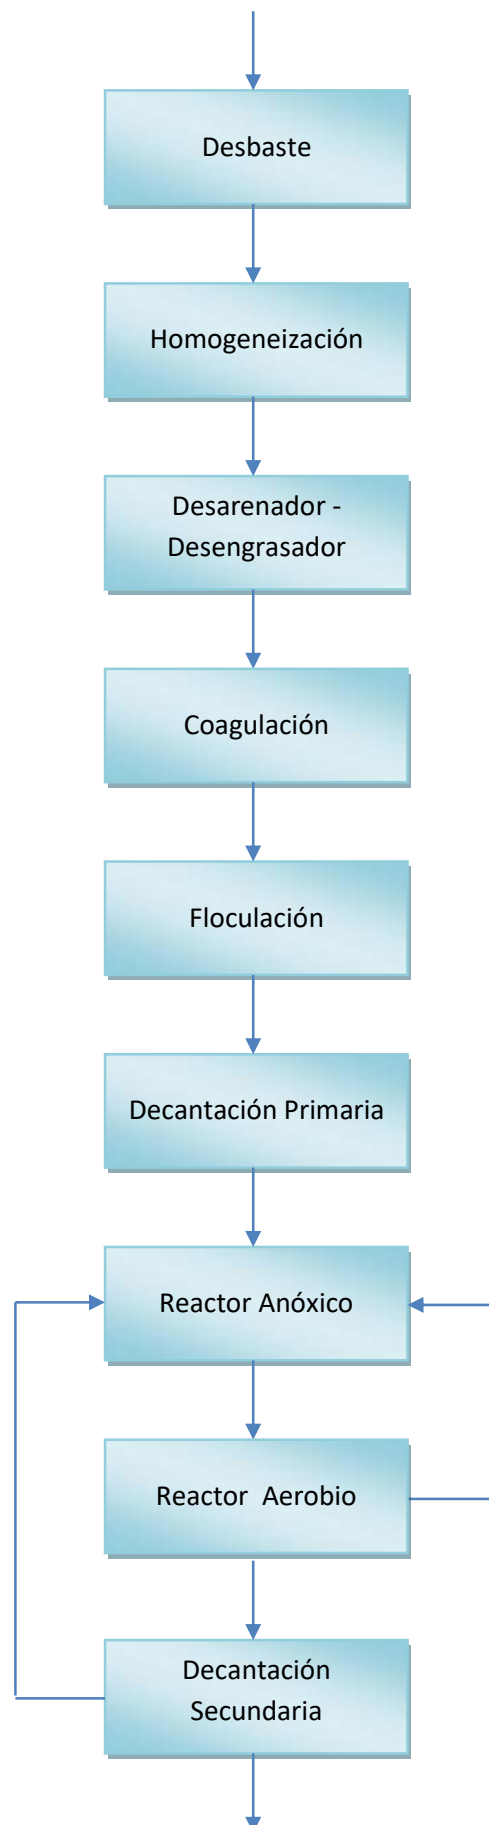 Desbaste
Homogeneización
Desarenador -
Desengrasador
Coagulación
Floculación
Decantación Primaria
Reactor Anóxico
Reactor  Aerobio
Decantación
Secundaria